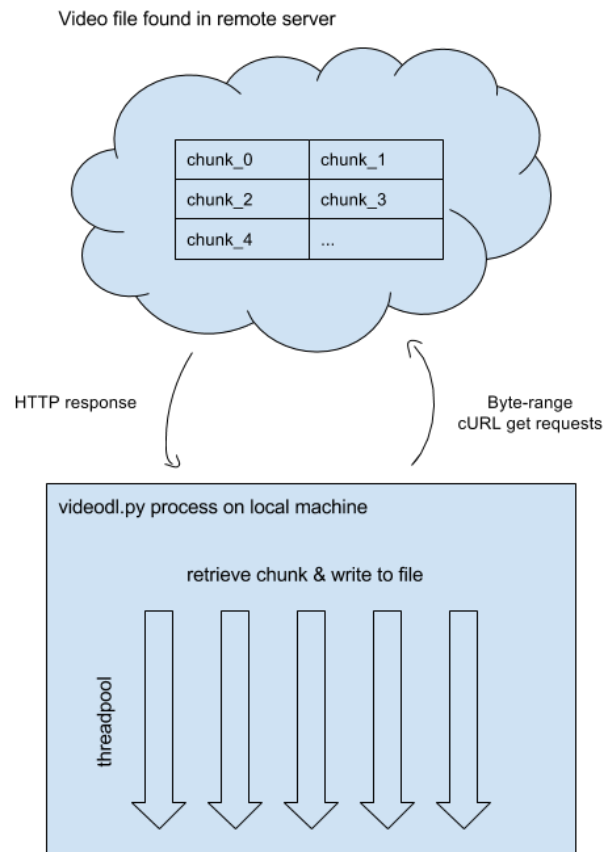 Video file found in remote server
chunk_0
chunk_1
chunk_2
chunk_3
chunk_4
...
HTTP response
Byte-range
cURL get requests
videodl.py process on local machine
retrieve chunk & write to file
threadpool